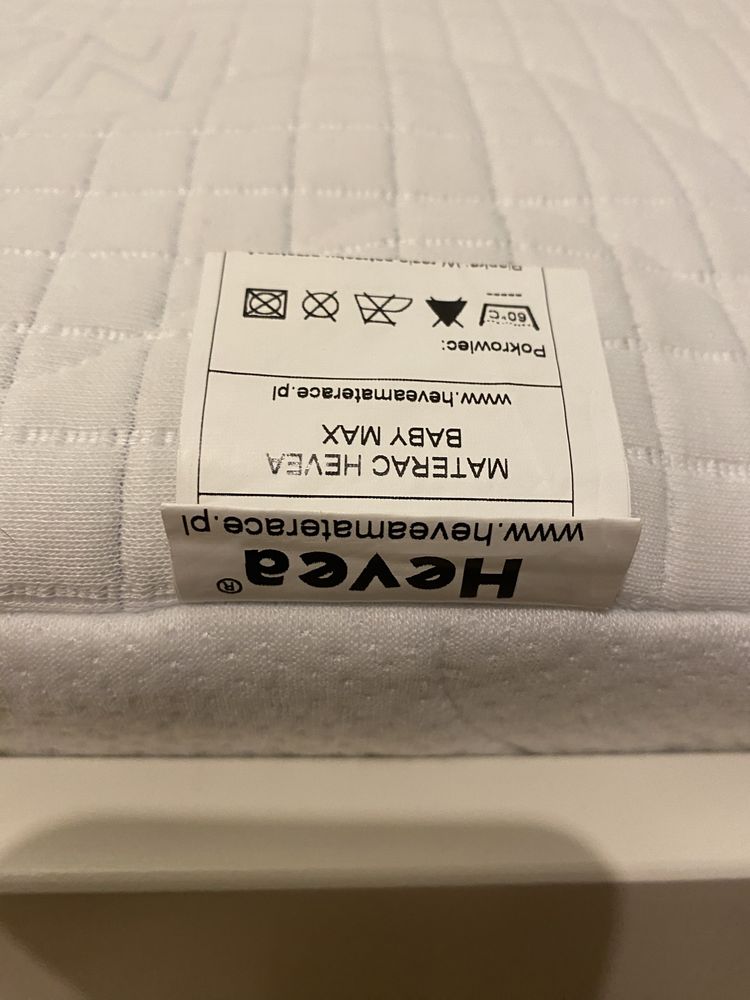 Hevea®
www.heveamaterace.pl
MATERAC HEVEA
BABY MAX
www.heveamaterace.pl
Pokrowiec:
60°C